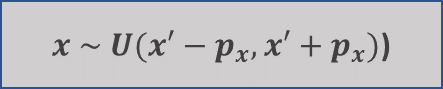 x ~ U(x′ − pₓ, x′ + pₓ))